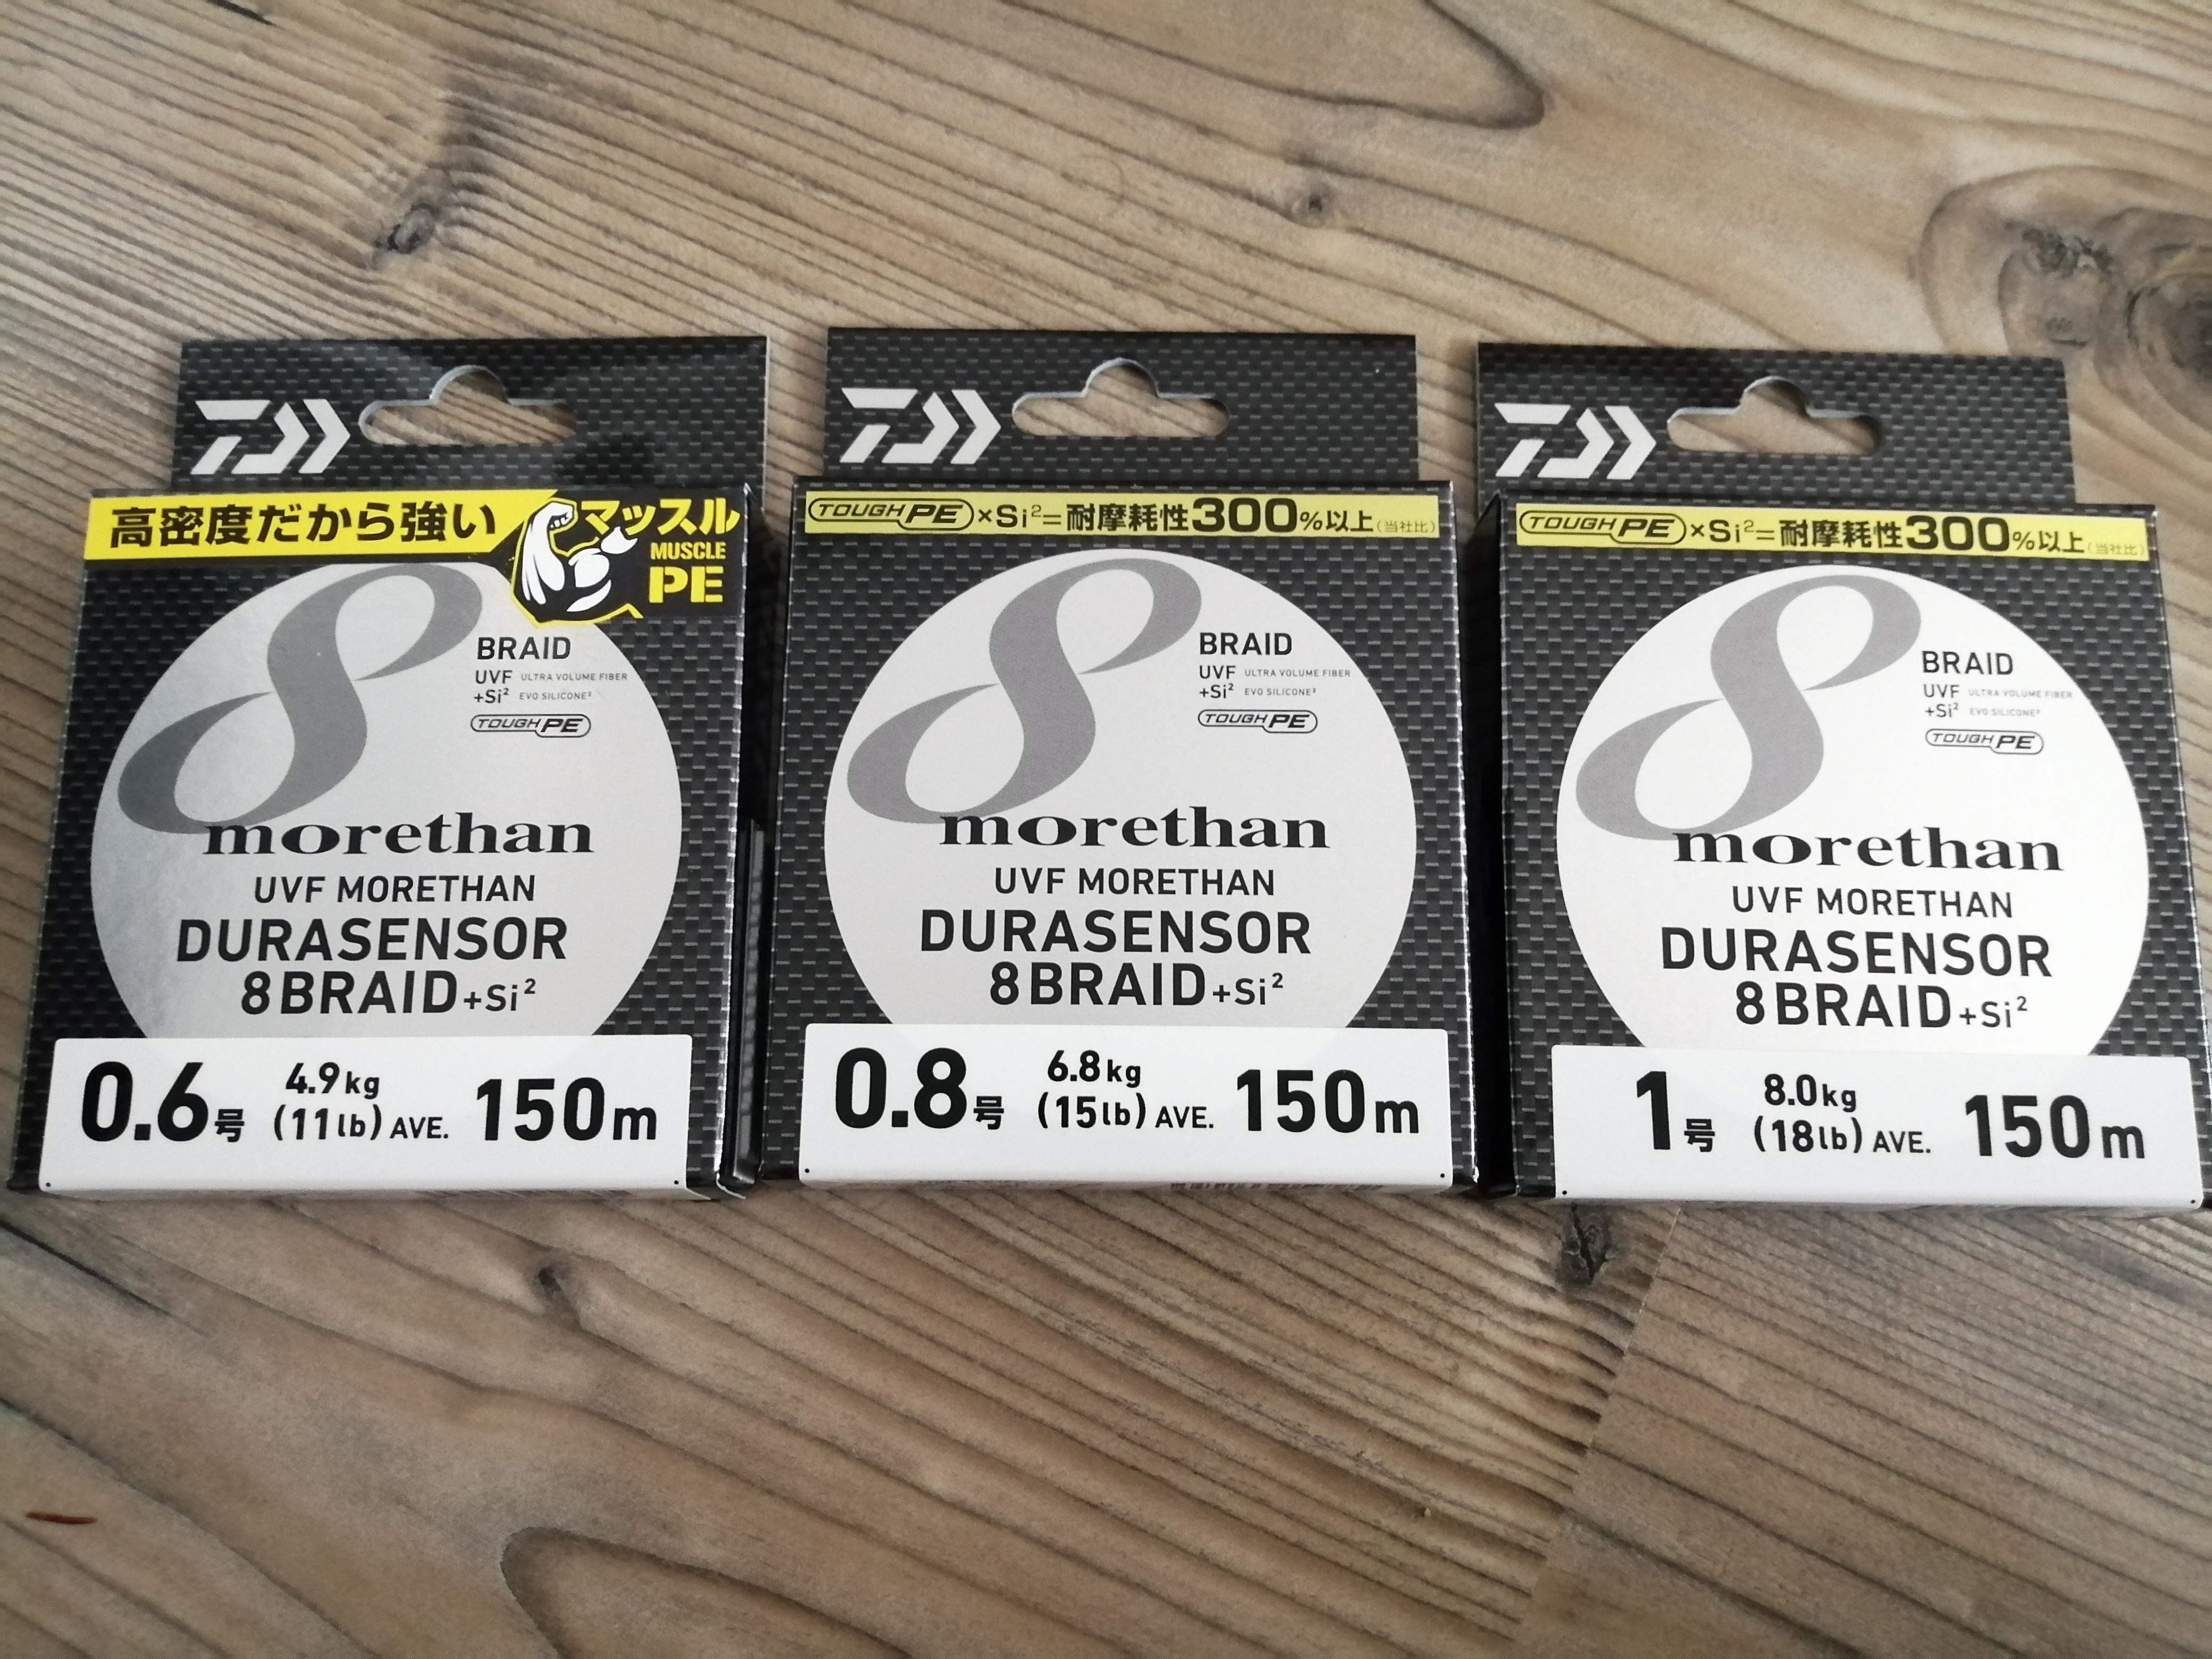 高密度だから強い
マッスル
MUSCLE
PE
8
BRAID
UVF ULTRA VOLUME FIBER
+Si² EVO SILICONE²
TOUGH PE
morethan
UVF MORETHAN
DURASENSOR
8BRAID+Si²
0.6号 4.9kg (11lb) AVE. 150m
TOUGH PE ×Si²=耐摩耗性300%以上(当社比)
8
BRAID
UVF ULTRA VOLUME FIBER
+Si² EVO SILICONE²
TOUGH PE
morethan
UVF MORETHAN
DURASENSOR
8BRAID+Si²
0.8号 6.8kg (15lb) AVE. 150m
TOUGH PE ×Si²=耐摩耗性300%以上(当社比)
8
BRAID
UVF ULTRA VOLUME FIBER
+Si² EVO SILICONE²
TOUGH PE
morethan
UVF MORETHAN
DURASENSOR
8BRAID+Si²
1号 8.0kg (18lb) AVE. 150m